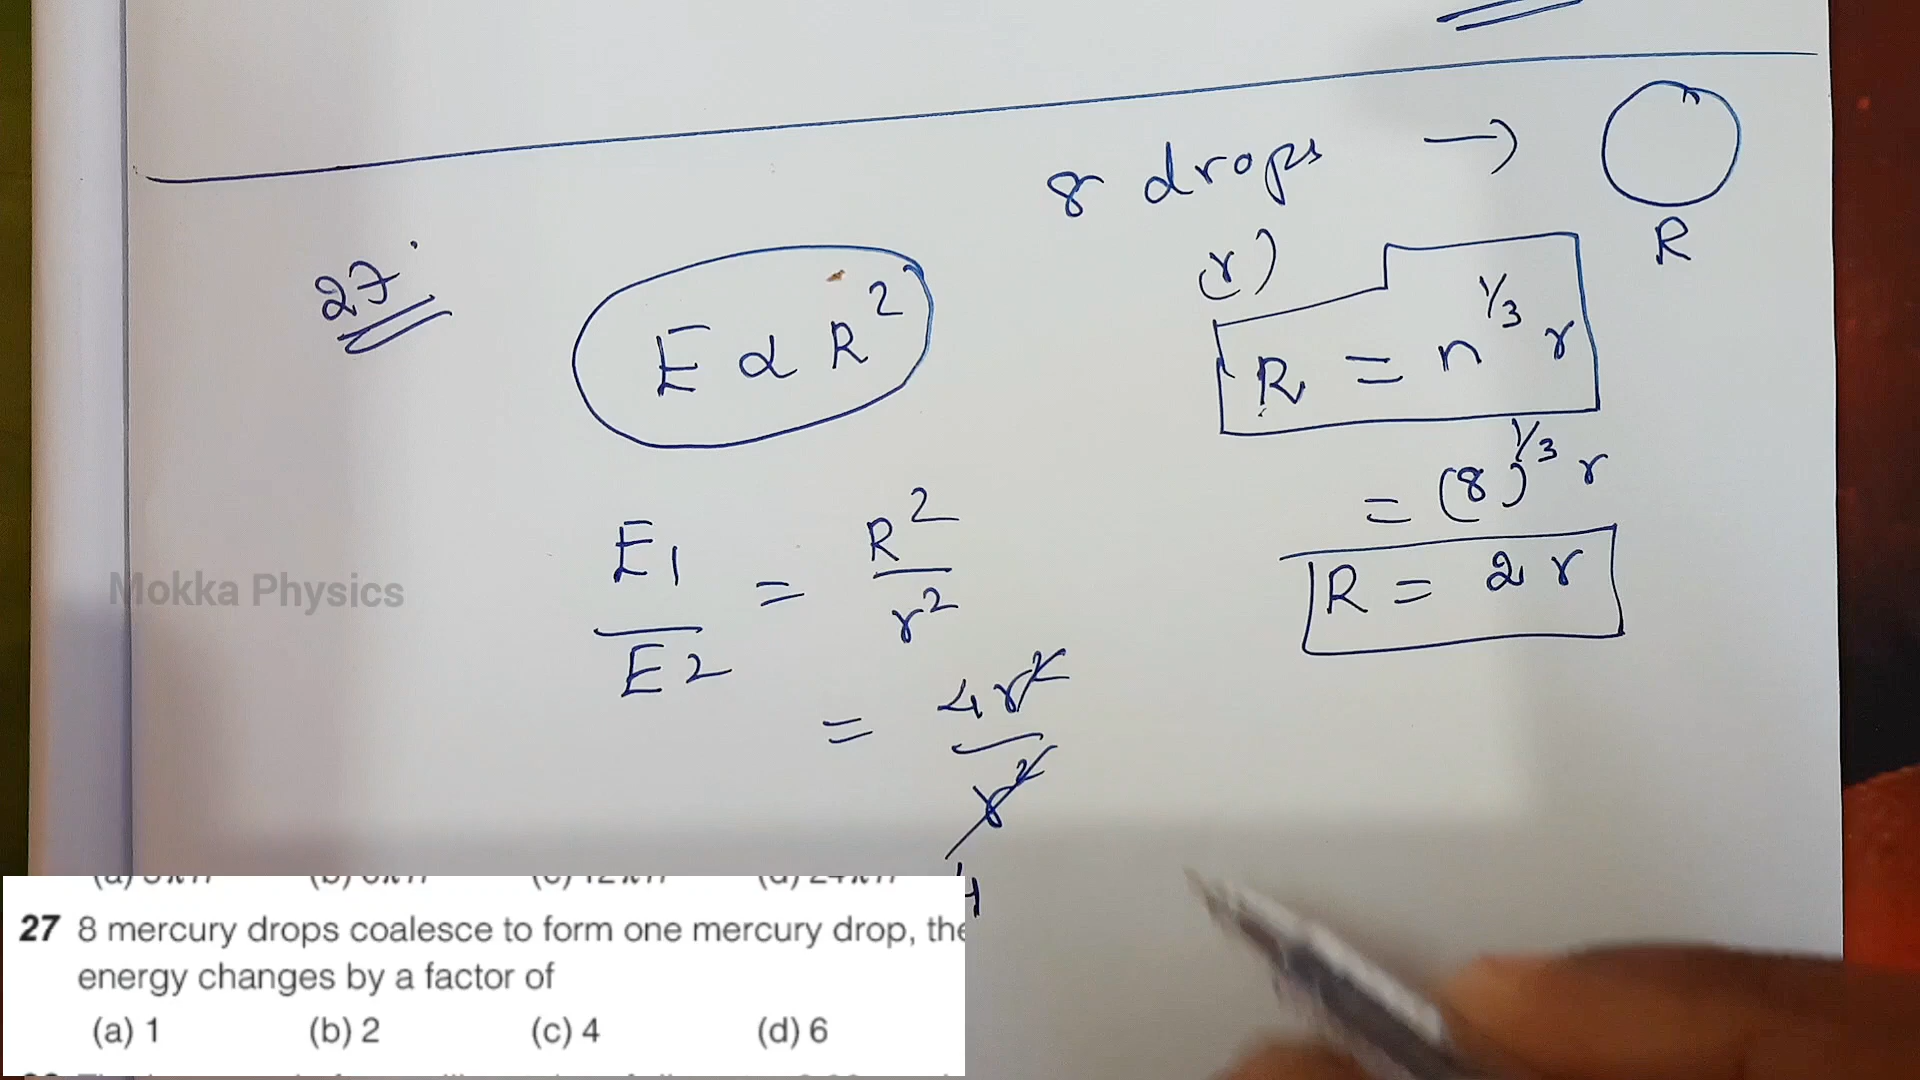 8 drops → R
(r)
27.
E α R²
R = n^1/3 r
= (8)^1/3 r
R = 2 r
E1/E2 = R²/r²
= 4r²/r²
4
Mokka Physics
27 8 mercury drops coalesce to form one mercury drop, the
energy changes by a factor of
(a) 1 (b) 2 (c) 4 (d) 6